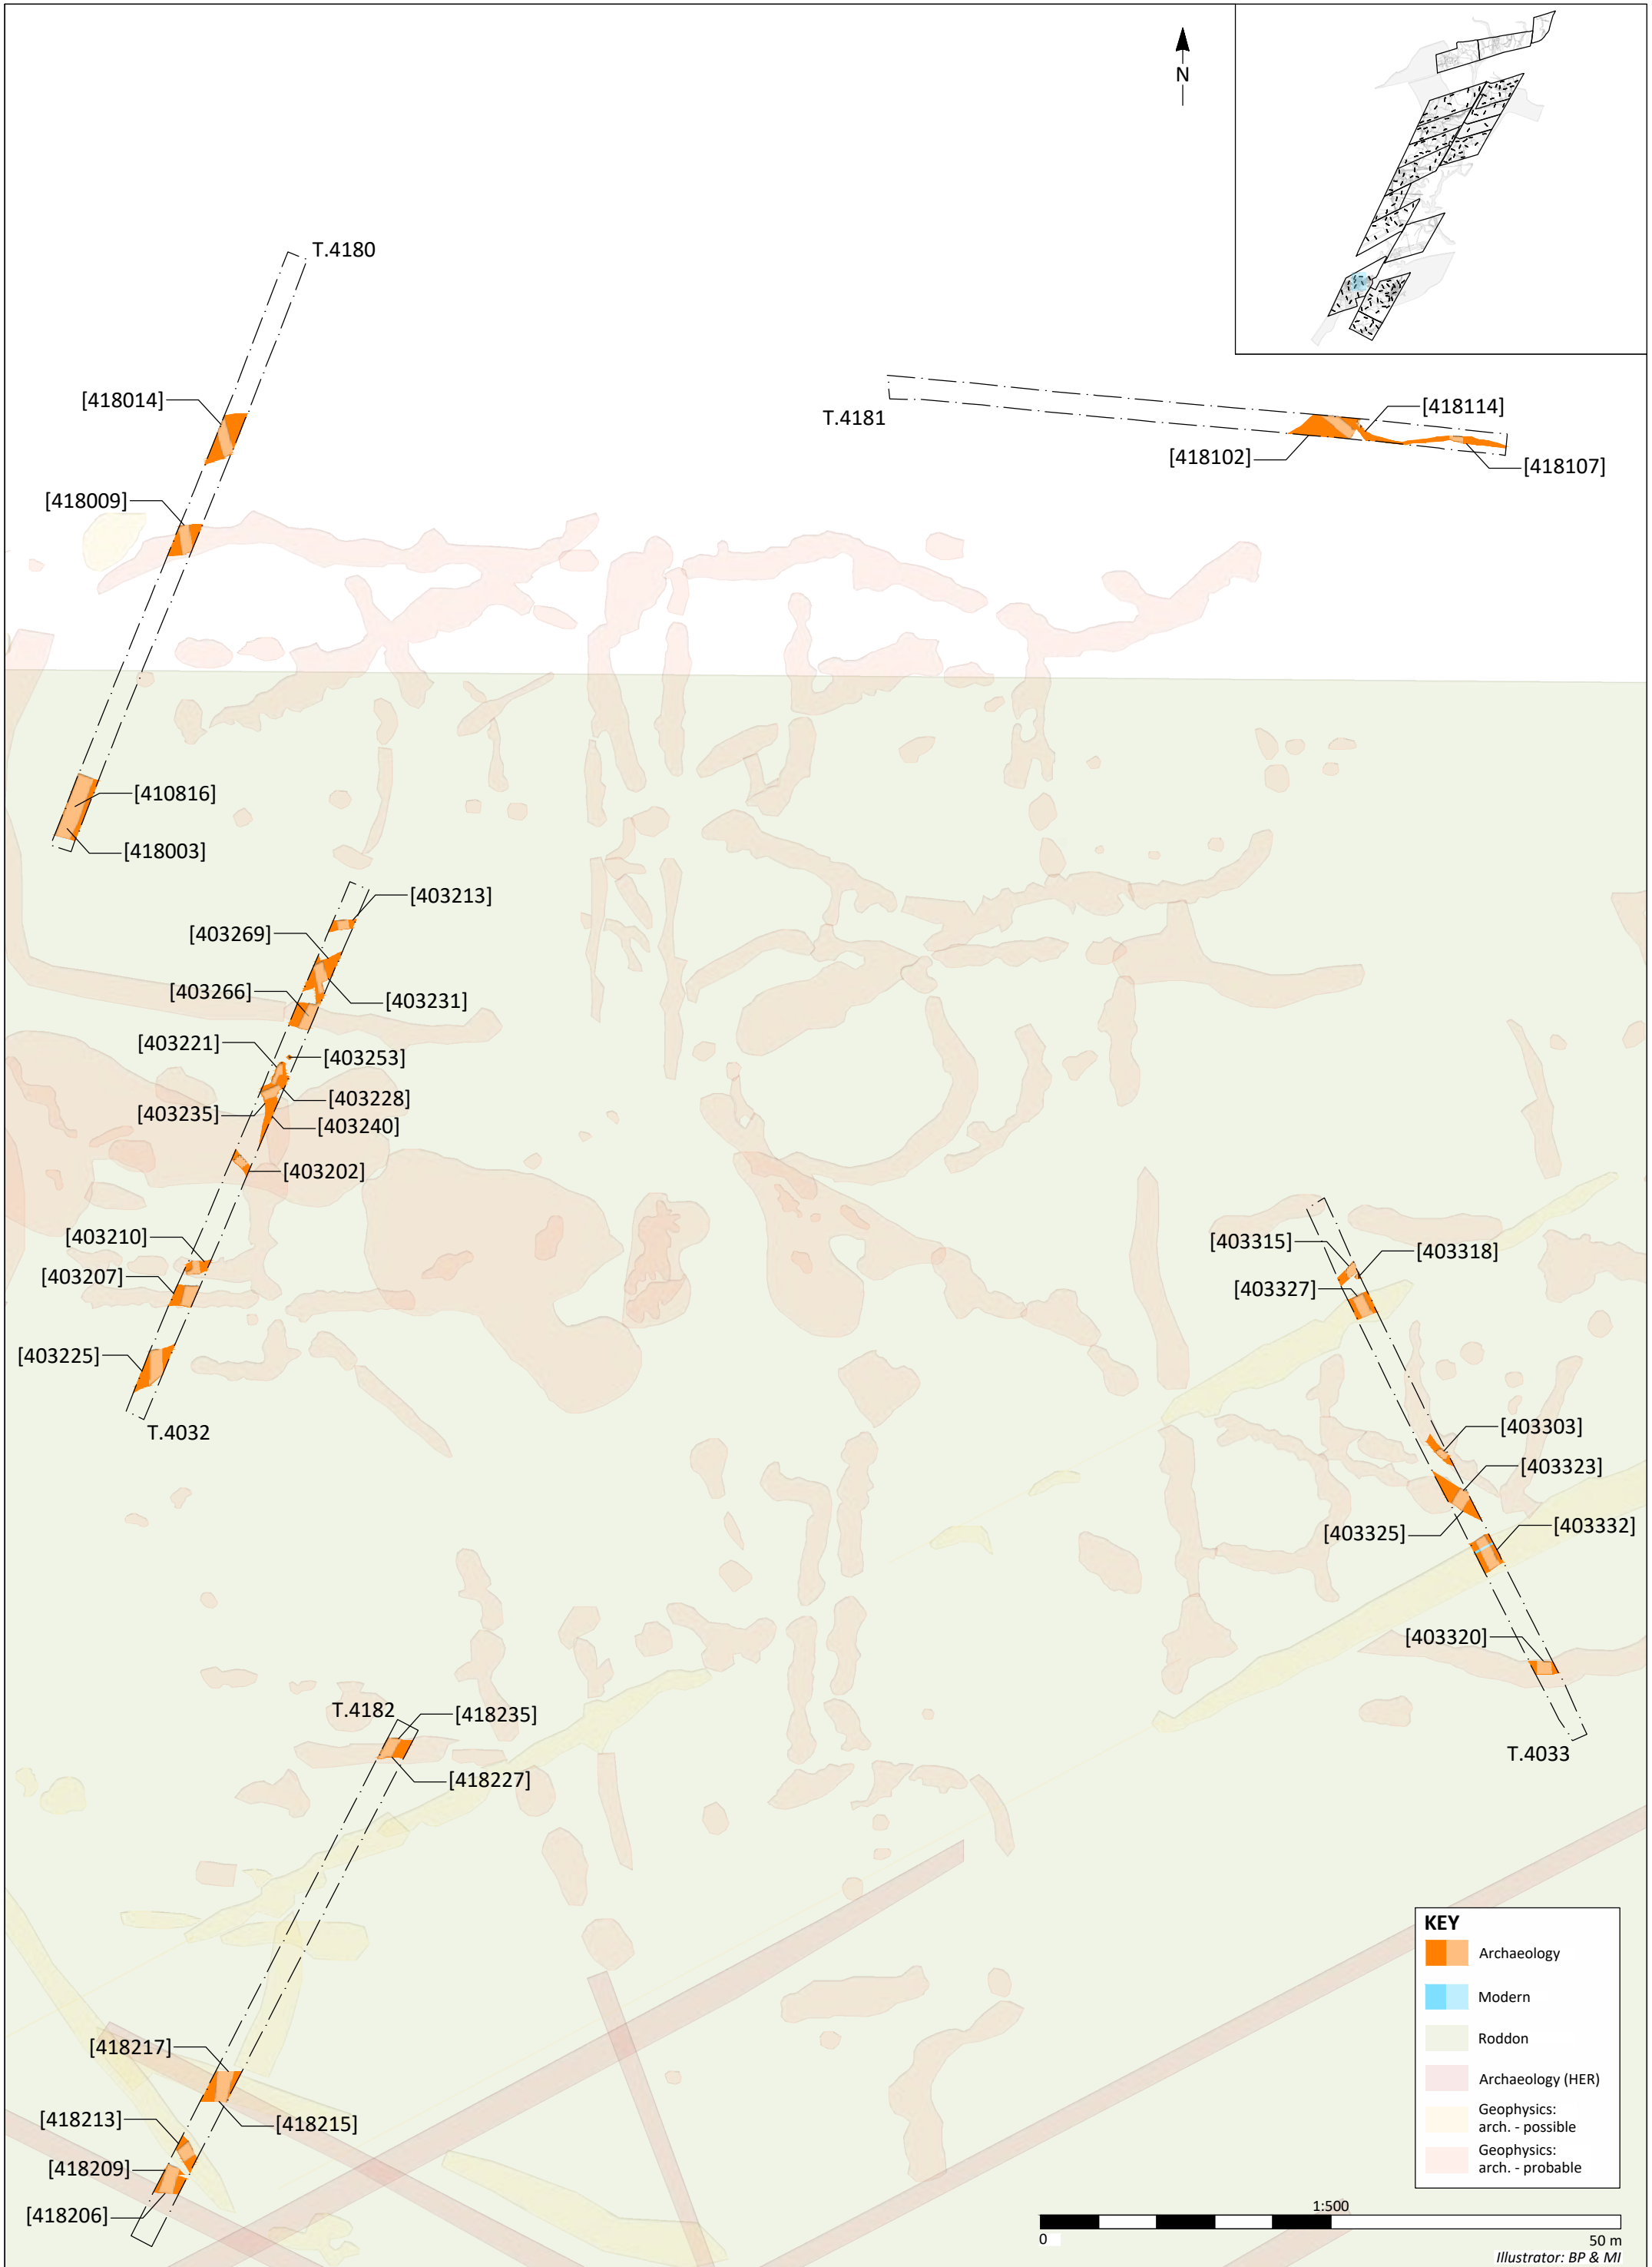 N
T.4180
[418014]
[418009]
[410816]
[418003]
T.4181
[418114]
[418102]
[418107]
[403213]
[403269]
[403231]
[403266]
[403221]
[403253]
[403228]
[403235]
[403240]
[403202]
[403210]
[403207]
[403225]
T.4032
[403315]
[403318]
[403327]
[403303]
[403323]
[403325]
[403332]
[403320]
T.4033
T.4182
[418235]
[418227]
[418217]
[418213]
[418215]
[418209]
[418206]
KEY
Archaeology
Modern
Roddon
Archaeology (HER)
Geophysics:
arch. - possible
Geophysics:
arch. - probable
1:500
0
50 m
Illustrator: BP & MI